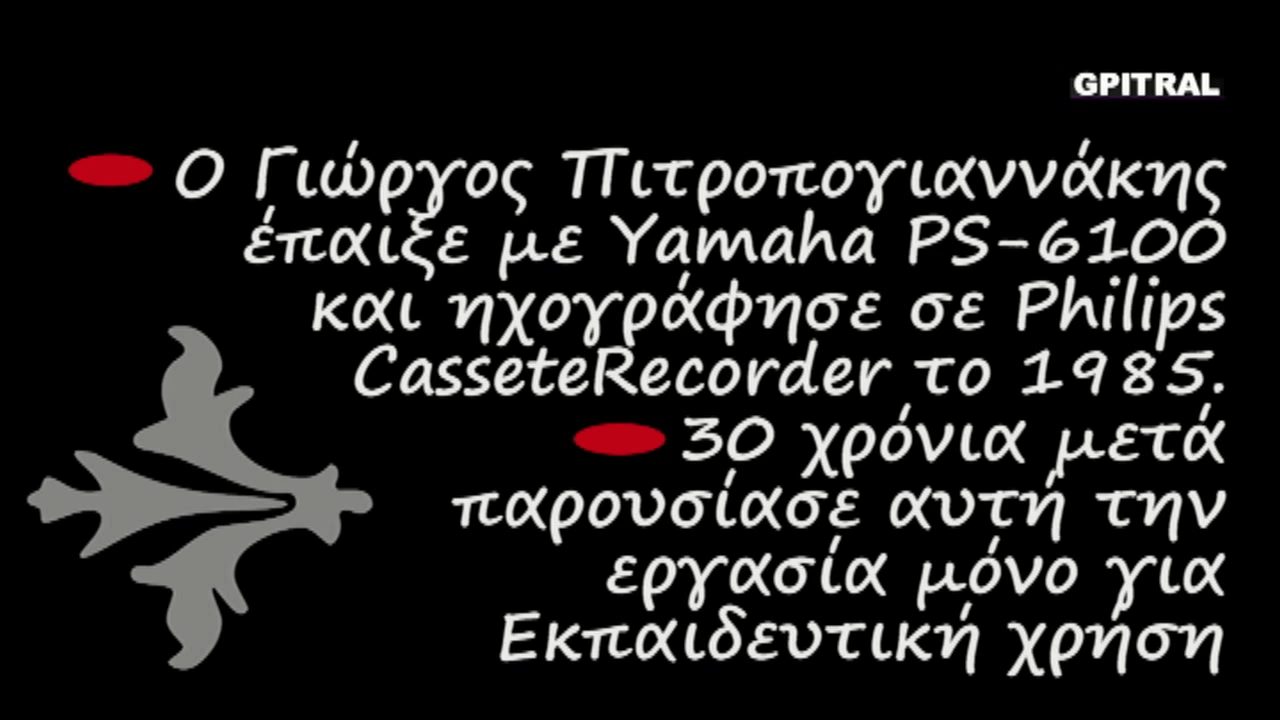 GPITRAL
Ο Γιώργος Πιτροπογιαννάκης
έπαιξε με Yamaha PS-6100
και ηχογράφησε σε Philips
CasseteRecorder το 1985.
30 χρόνια μετά
παρουσίασε αυτή την
εργασία μόνο για
Εκπαιδευτική χρήση